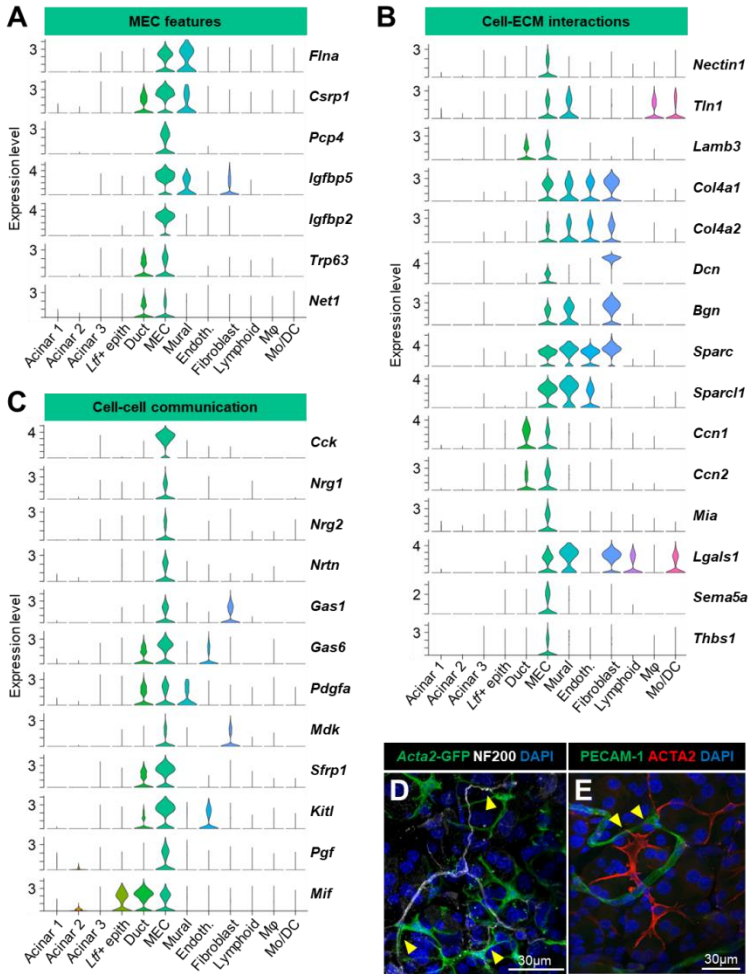 A
MEC features
Expression level
3
Flna
3
Csrp1
3
Pcp4
4
Igfbp5
4
Igfbp2
3
Trp63
3
Net1
Acinar 1
Acinar 2
Acinar 3
Ltf+ epith
Duct
MEC
Mural
Endoth.
Fibroblast
Lymphoid
Mφ
Mo/DC
B
Cell-ECM interactions
Expression level
3
Nectin1
3
Tln1
3
Lamb3
3
Col4a1
3
Col4a2
4
Dcn
4
Bgn
4
Sparc
4
Sparcl1
4
Ccn1
3
Ccn2
3
Mia
4
Lgals1
2
Sema5a
3
Thbs1
Acinar 1
Acinar 2
Acinar 3
Ltf+ epith
Duct
MEC
Mural
Endoth.
Fibroblast
Lymphoid
Mφ
Mo/DC
C
Cell-cell communication
Expression level
4
Cck
3
Nrg1
3
Nrg2
3
Nrtn
3
Gas1
3
Gas6
3
Pdgfa
3
Mdk
3
Sfrp1
3
Kitl
3
Pgf
3
Mif
Acinar 1
Acinar 2
Acinar 3
Ltf+ epith
Duct
MEC
Mural
Endoth.
Fibroblast
Lymphoid
Mφ
Mo/DC
Acta2-GFP NF200 DAPI
D
30µm
PECAM-1 ACTA2 DAPI
E
30µm